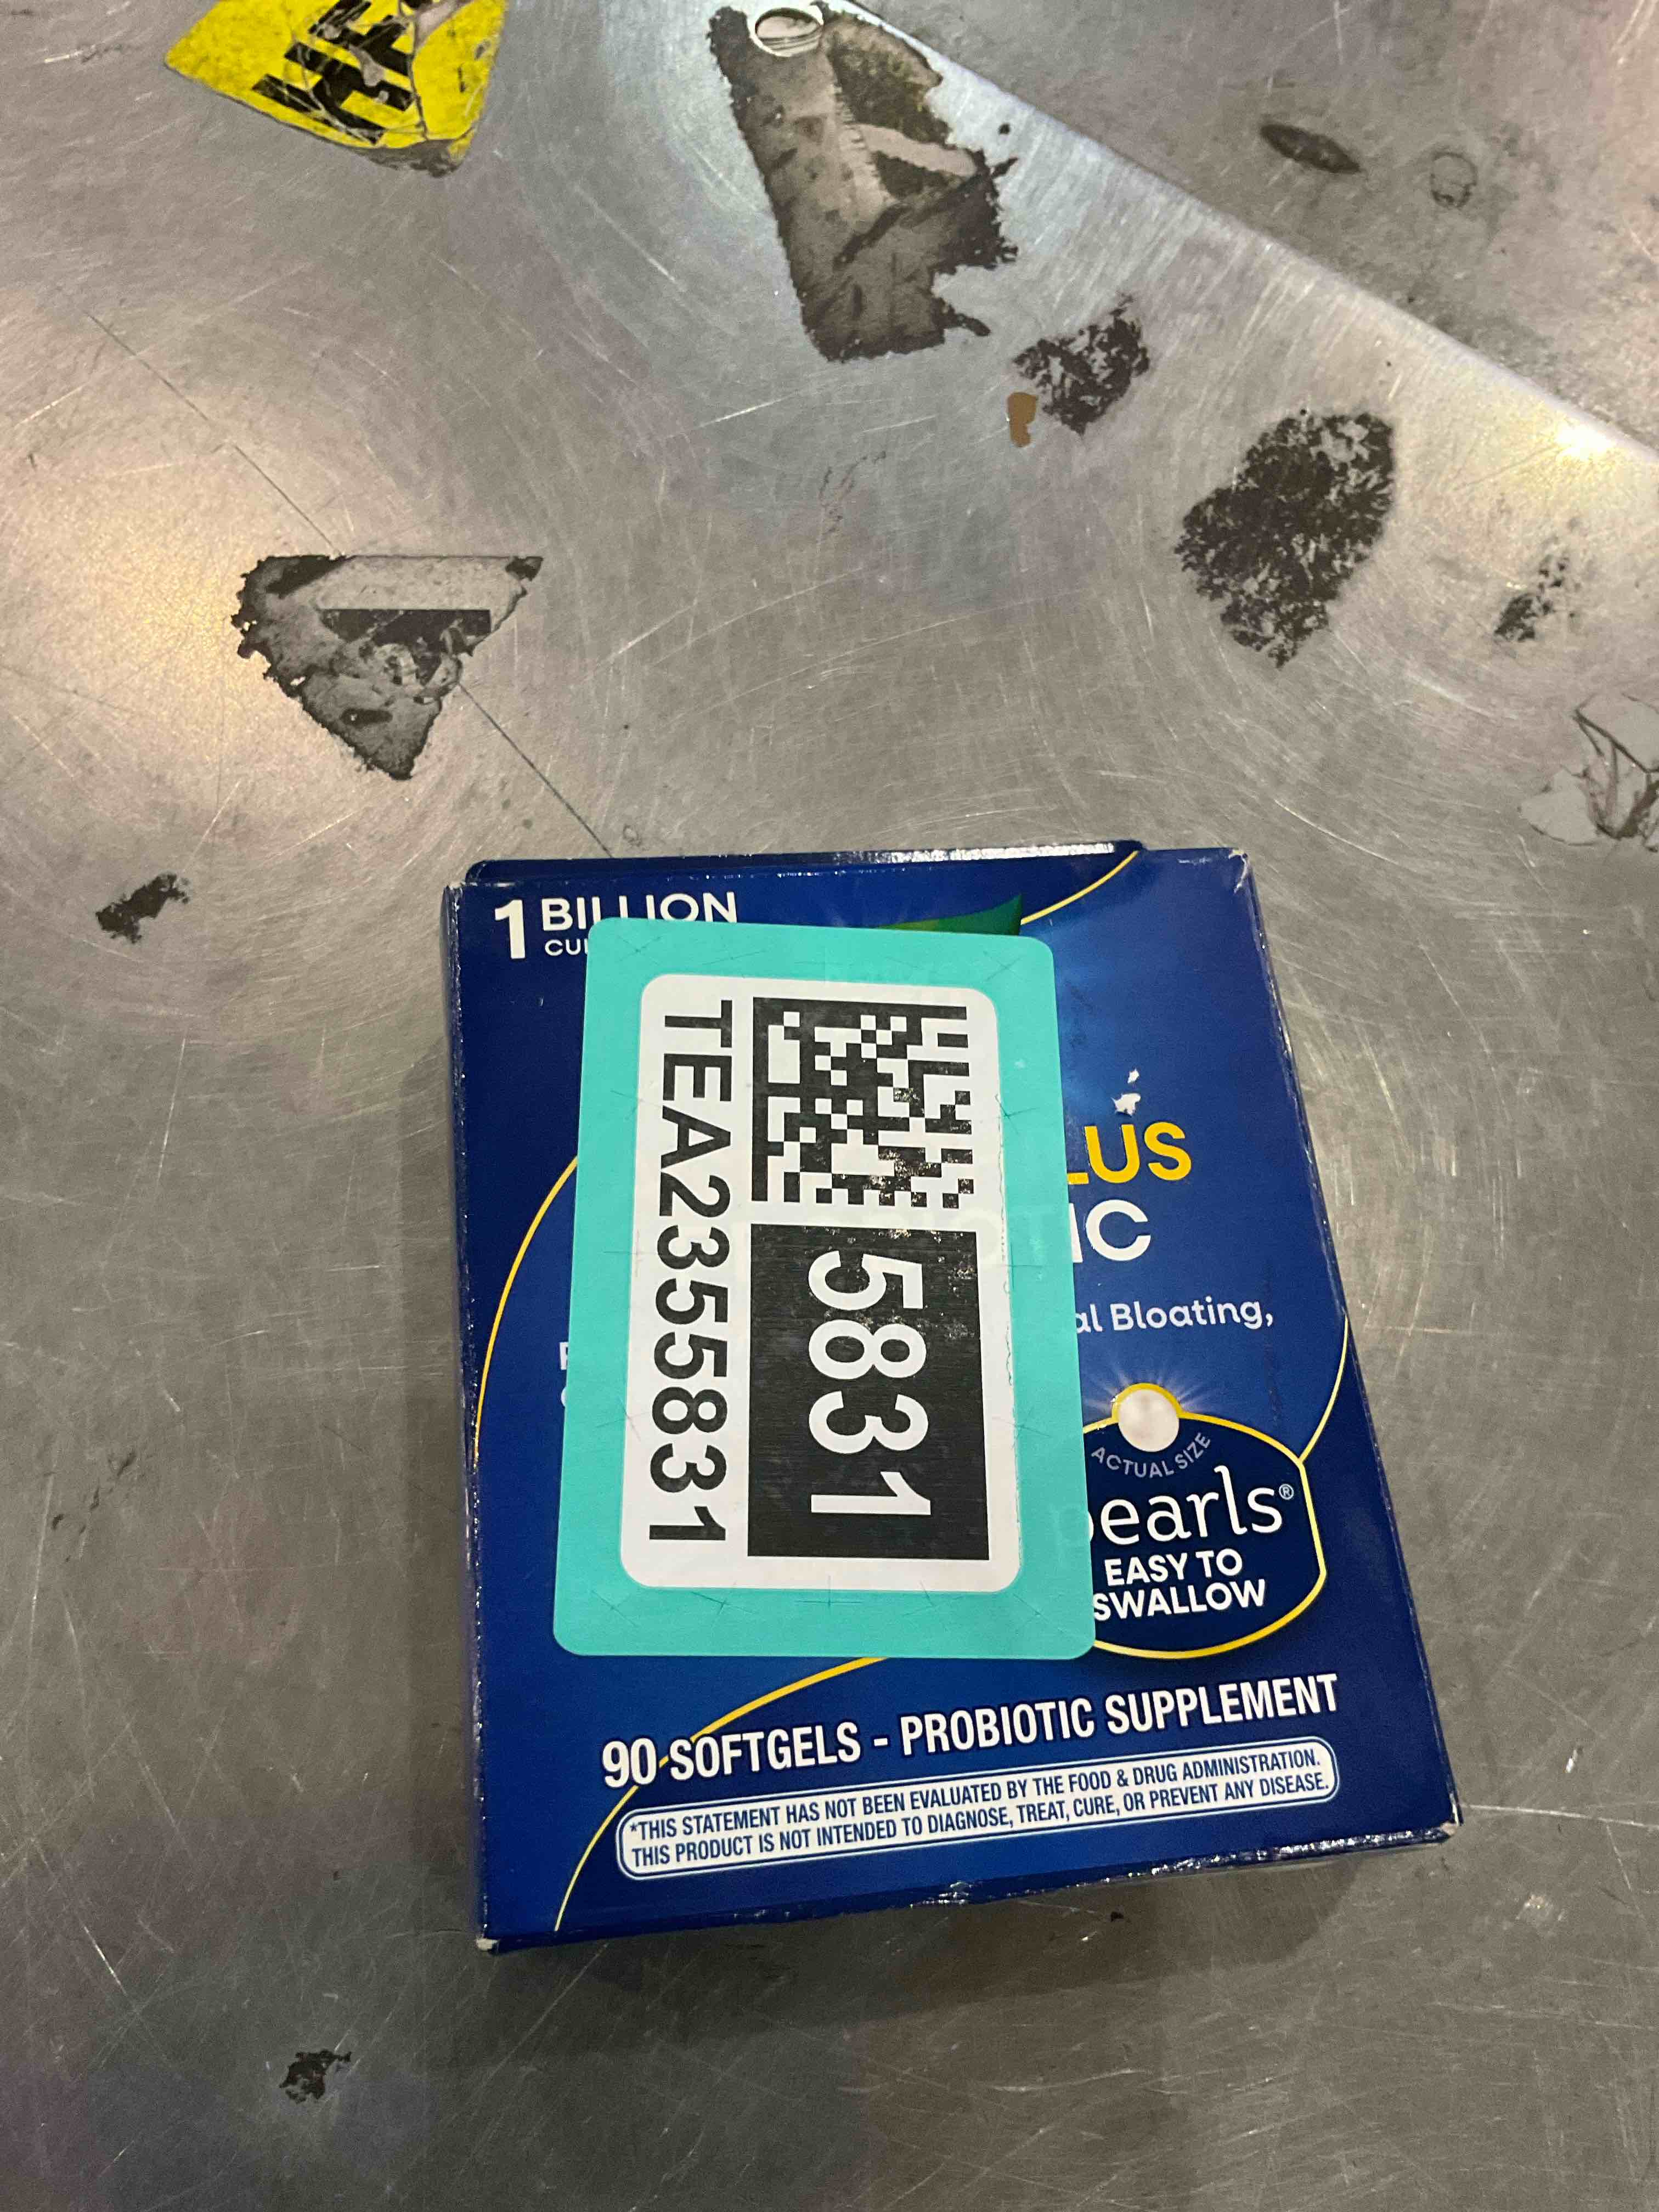 HE
1 BILLION
TEA2355831
5831
LUS
IC
al Bloating,
ACTUAL SIZE
pearls®
EASY TO
SWALLOW
90 SOFTGELS - PROBIOTIC SUPPLEMENT
*THIS STATEMENT HAS NOT BEEN EVALUATED BY THE FOOD & DRUG ADMINISTRATION.
THIS PRODUCT IS NOT INTENDED TO DIAGNOSE, TREAT, CURE, OR PREVENT ANY DISEASE.